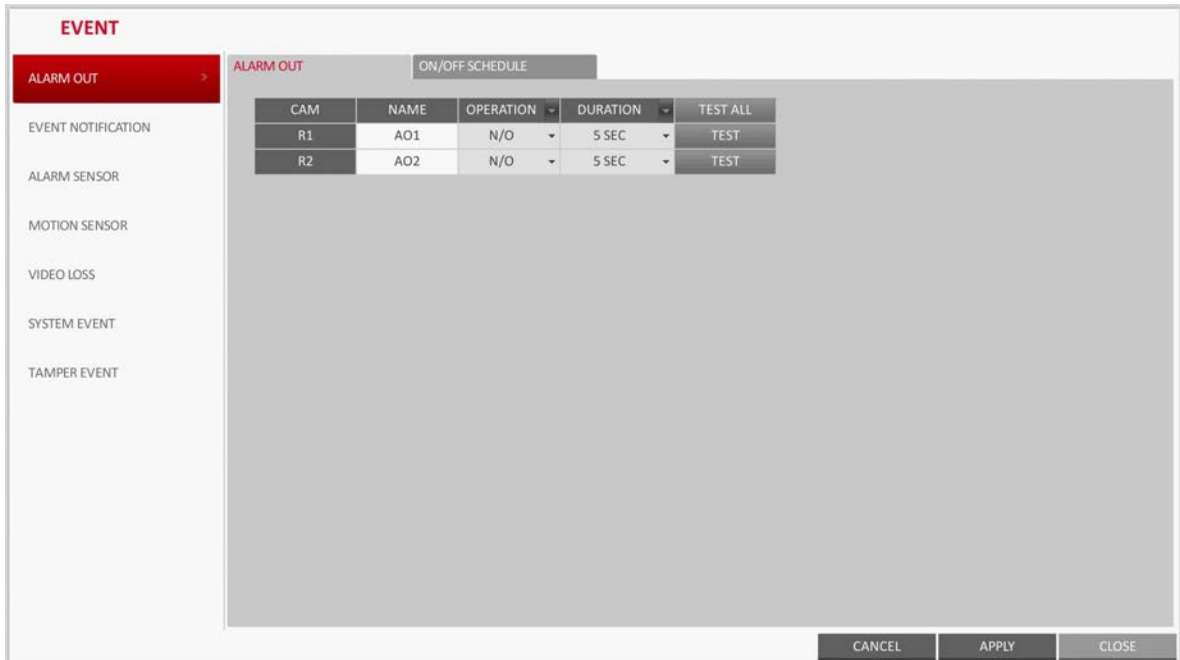 EVENT
ALARM OUT >
EVENT NOTIFICATION
ALARM SENSOR
MOTION SENSOR
VIDEO LOSS
SYSTEM EVENT
TAMPER EVENT
ALARM OUT ON/OFF SCHEDULE
CAM NAME OPERATION DURATION TEST ALL
R1 AO1 N/O 5 SEC TEST
R2 AO2 N/O 5 SEC TEST
CANCEL APPLY CLOSE